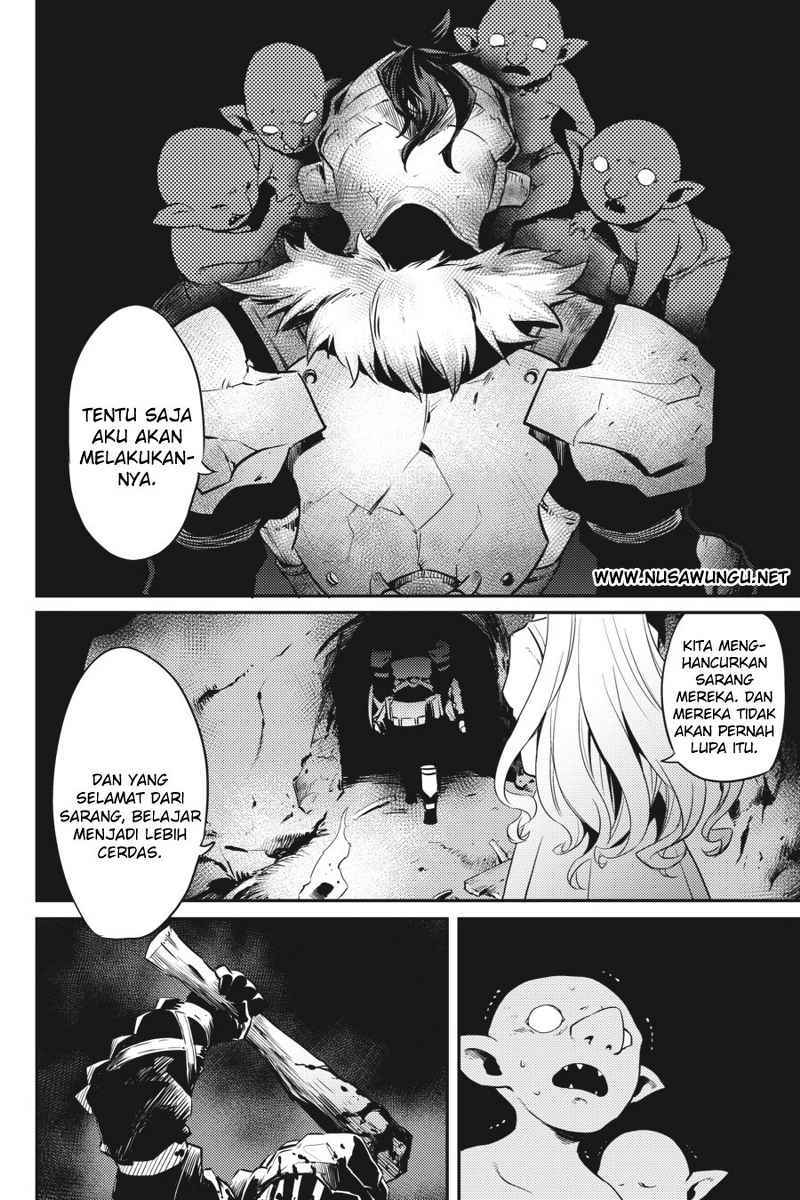 TENTU SAJA
AKU AKAN
MELAKUKAN-
NYA.
WWW.NUSAWUNGU.NET
KITA MENG-
HANCURKAN
SARANG
MEREKA. DAN
MEREKA TIDAK
AKAN PERNAH
LUPA ITU.
DAN YANG
SELAMAT DARI
SARANG, BELAJAR
MENJADI LEBIH
CERDAS.